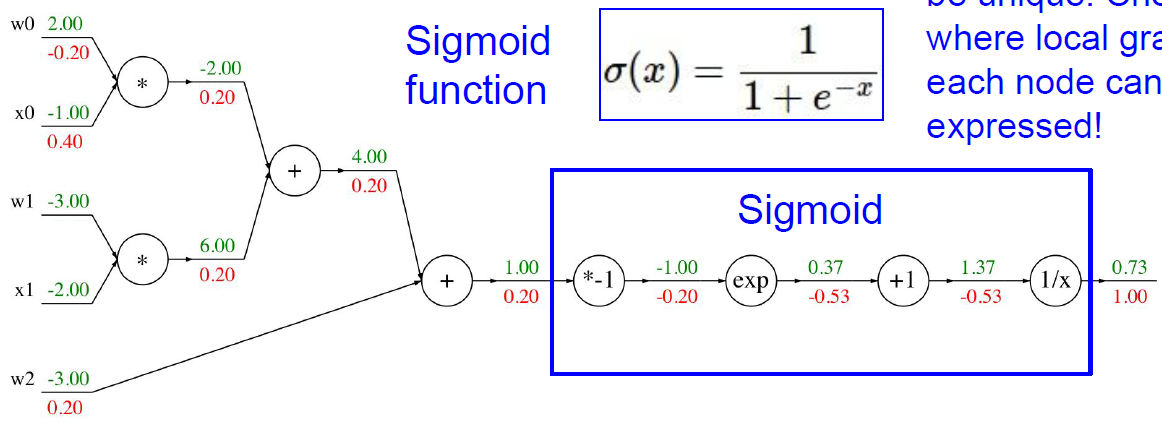 w0 2.00
-0.20
x0 -1.00
0.40
*
-2.00
0.20
w1 -3.00
x1 -2.00
*
6.00
0.20
+
4.00
0.20
w2 -3.00
0.20
+
1.00
0.20
Sigmoid
function
σ(x) = 1 / (1 + e^{-x})
where local
each node can
expressed!
Sigmoid
*-1
-1.00
-0.20
exp
0.37
-0.53
+1
1.37
-0.53
1/x
0.73
1.00